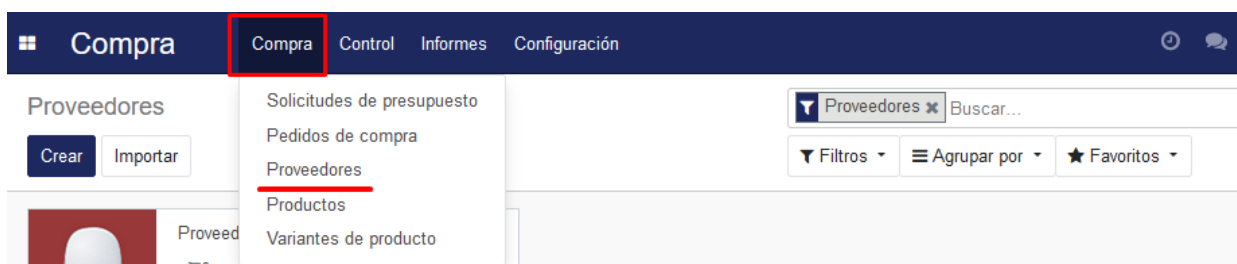 Compra Compra Control Informes Configuración
Proveedores
Crear Importar
Solicitudes de presupuesto
Pedidos de compra
Proveedores
Productos
Variantes de producto
Proveedores Buscar...
Filtros Agrupar por Favoritos
Proveed